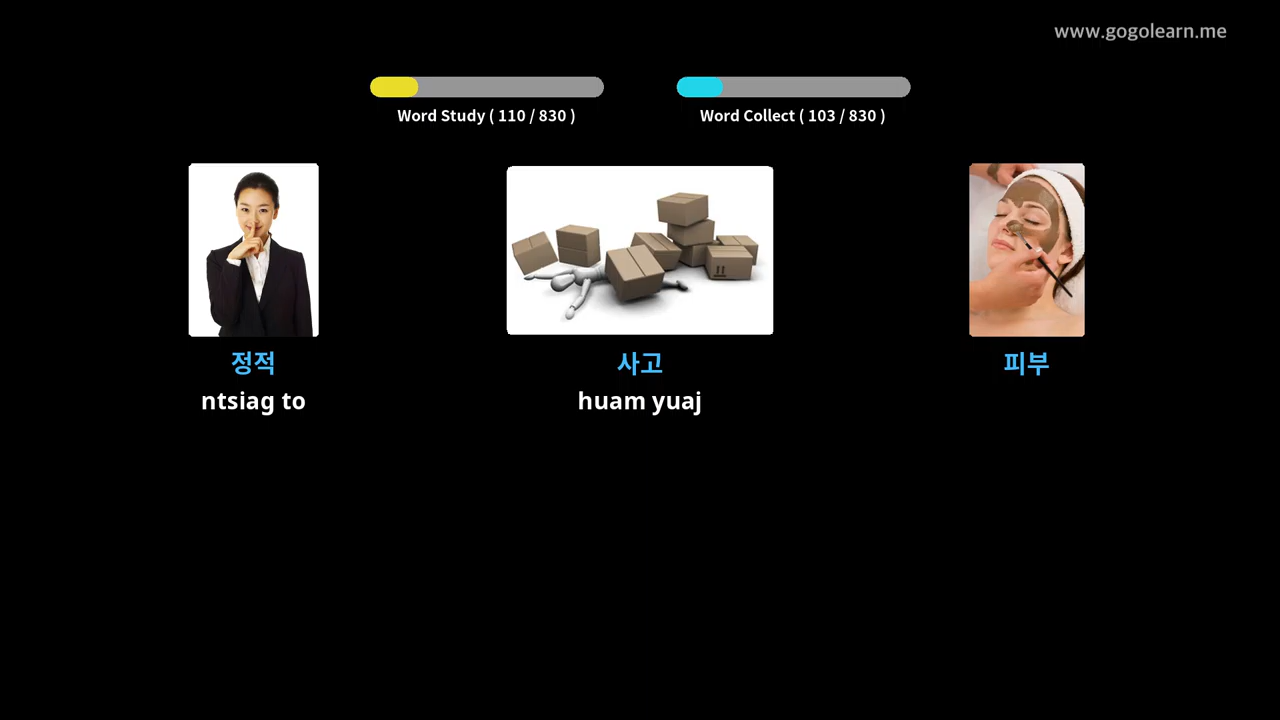 www.gogolearn.me
Word Study ( 110 / 830 )
Word Collect ( 103 / 830 )
정적
사고
피부
ntsiag to
huam yuaj